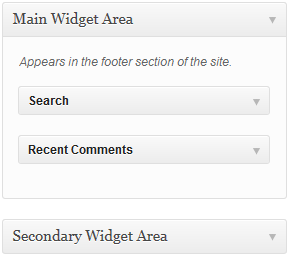 Main Widget Area
Appears in the footer section of the site.
Search
Recent Comments
Secondary Widget Area